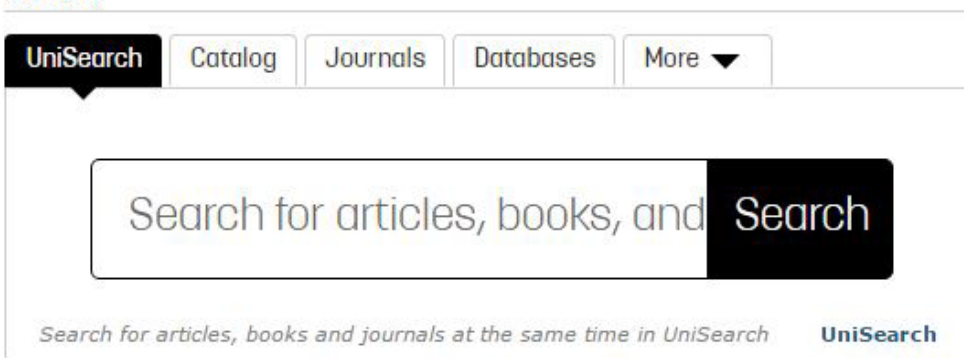 UniSearch Catalog Journals Databases More
Search for articles, books, and Search
Search for articles, books and journals at the same time in UniSearch UniSearch